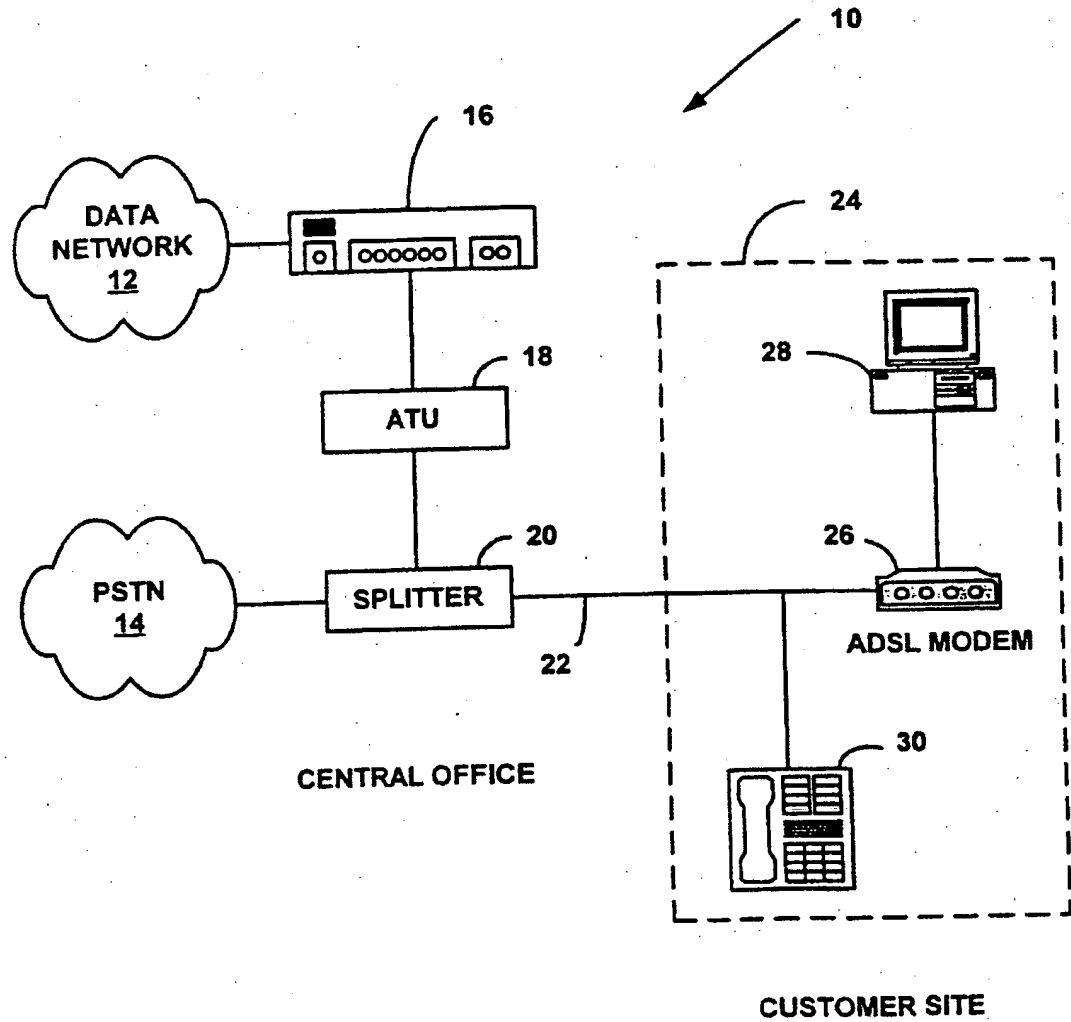 10
16
DATA
NETWORK
12
24
18
28
ATU
20
26
PSTN
14
SPLITTER
22
ADSL MODEM
30
CENTRAL OFFICE
CUSTOMER SITE